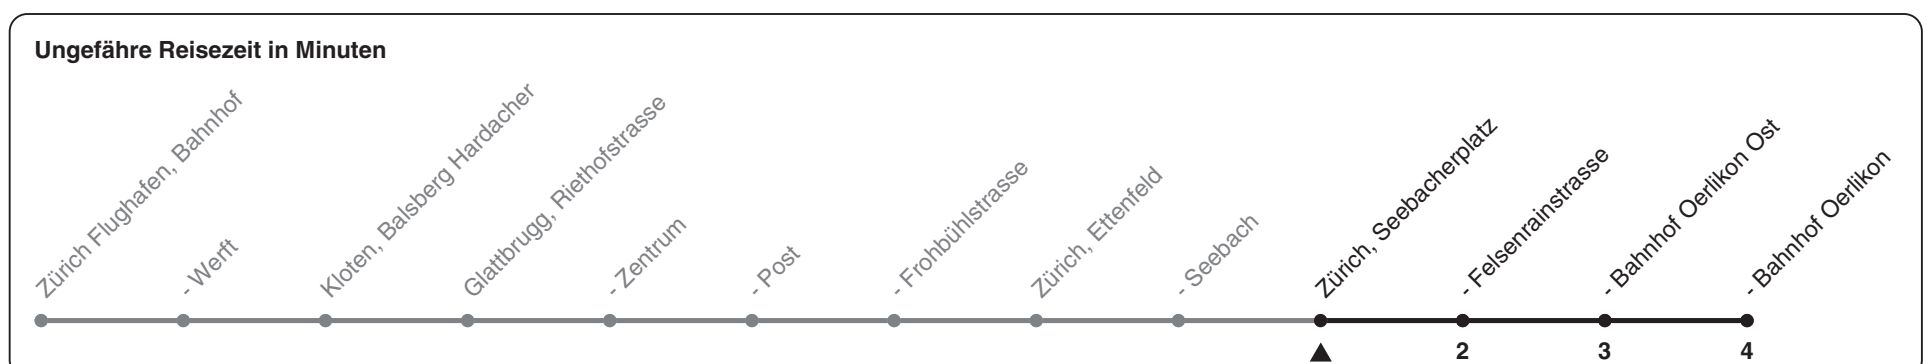 Ungefähre Reisezeit in Minuten
Zürich Flughafen, Bahnhof
- Werft
Kloten, Balsberg Hardacher
Glattbrugg, Riethofstrasse
- Zentrum
- Post
- Frohbühlstrasse
Zürich, Ettenfeld
- Seebach
Zürich, Seebacherplatz
- Felsenrainstrasse
- Bahnhof Oerlikon Ost
- Bahnhof Oerlikon
2 3 4